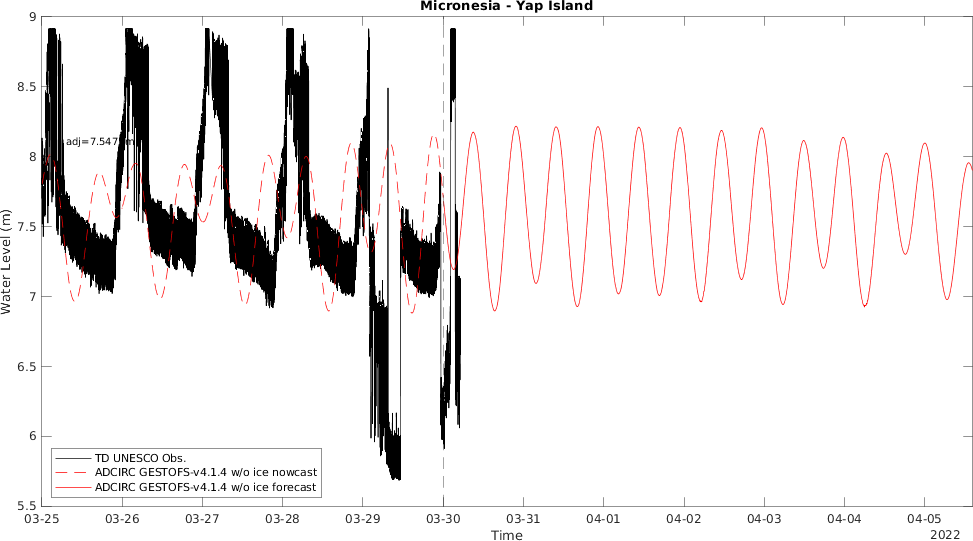 Micronesia - Yap Island
Water Level (m)
9
8.5
8
7.5
7
6.5
6
5.5
adj=7.547
TD UNESCO Obs.
ADCIRC GESTOFS-v4.1.4 w/o ice nowcast
ADCIRC GESTOFS-v4.1.4 w/o ice forecast
03-25 03-26 03-27 03-28 03-29 03-30 03-31 04-01 04-02 04-03 04-04 04-05
Time
2022